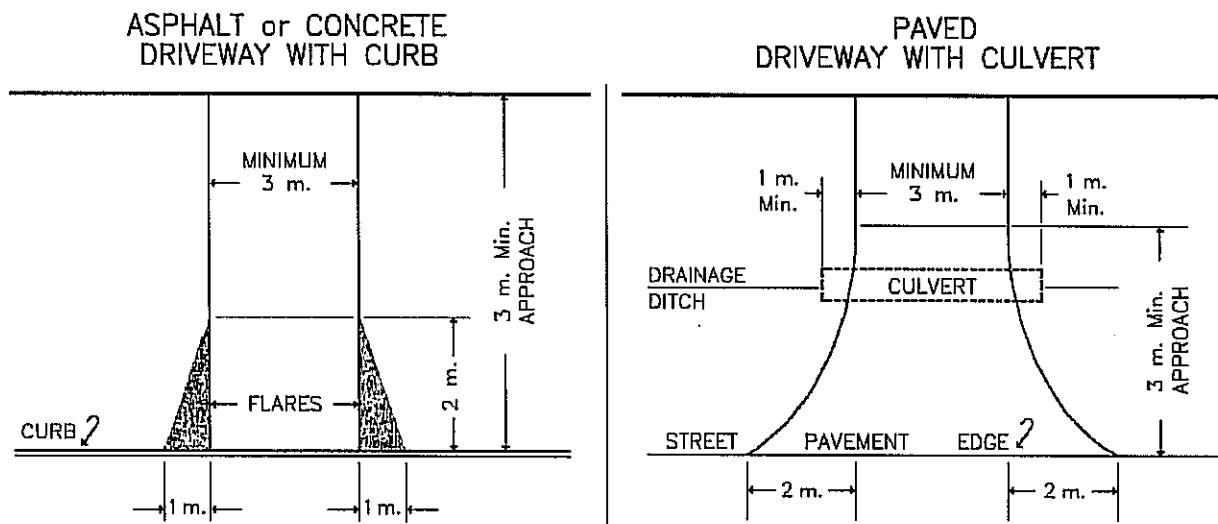 ASPHALT or CONCRETE
DRIVEWAY WITH CURB
MINIMUM
3 m.
3 m. Min.
APPROACH
2 m.
FLARES
CURB
1 m.
1 m.
PAVED
DRIVEWAY WITH CULVERT
1 m.
Min.
MINIMUM
3 m.
1 m.
Min.
DRAINAGE
DITCH
CULVERT
3 m. Min.
APPROACH
STREET PAVEMENT EDGE
2 m.
2 m.